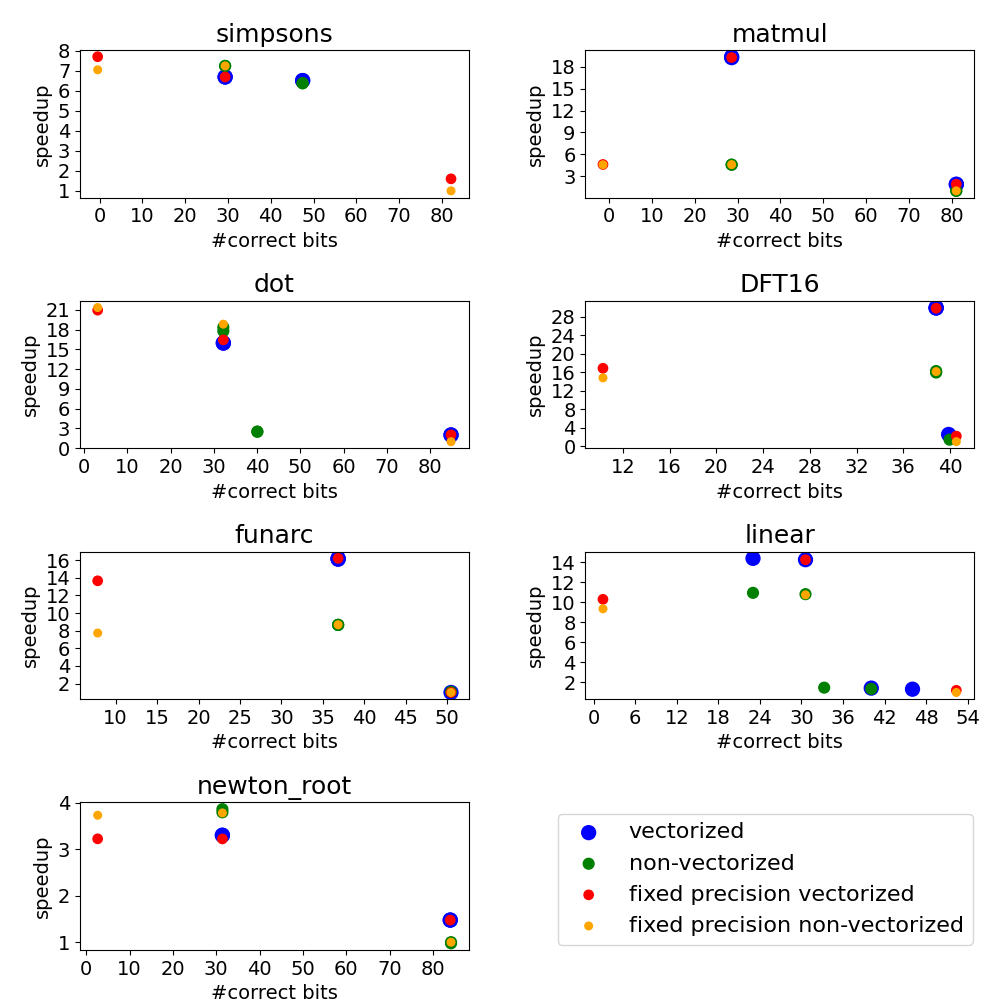 simpsons
speedup
8
7
6
5
4
3
2
1
0 10 20 30 40 50 60 70 80
#correct bits
matmul
speedup
18
15
12
9
6
3
0 10 20 30 40 50 60 70 80
#correct bits
dot
speedup
21
18
15
12
9
6
3
0
0 10 20 30 40 50 60 70 80
#correct bits
DFT16
speedup
28
24
20
16
12
8
4
0
12 16 20 24 28 32 36 40
#correct bits
funarc
speedup
16
14
12
10
8
6
4
2
10 15 20 25 30 35 40 45 50
#correct bits
linear
speedup
14
12
10
8
6
4
2
0 6 12 18 24 30 36 42 48 54
#correct bits
newton_root
speedup
4
3
2
1
0 10 20 30 40 50 60 70 80
#correct bits
vectorized
non-vectorized
fixed precision vectorized
fixed precision non-vectorized